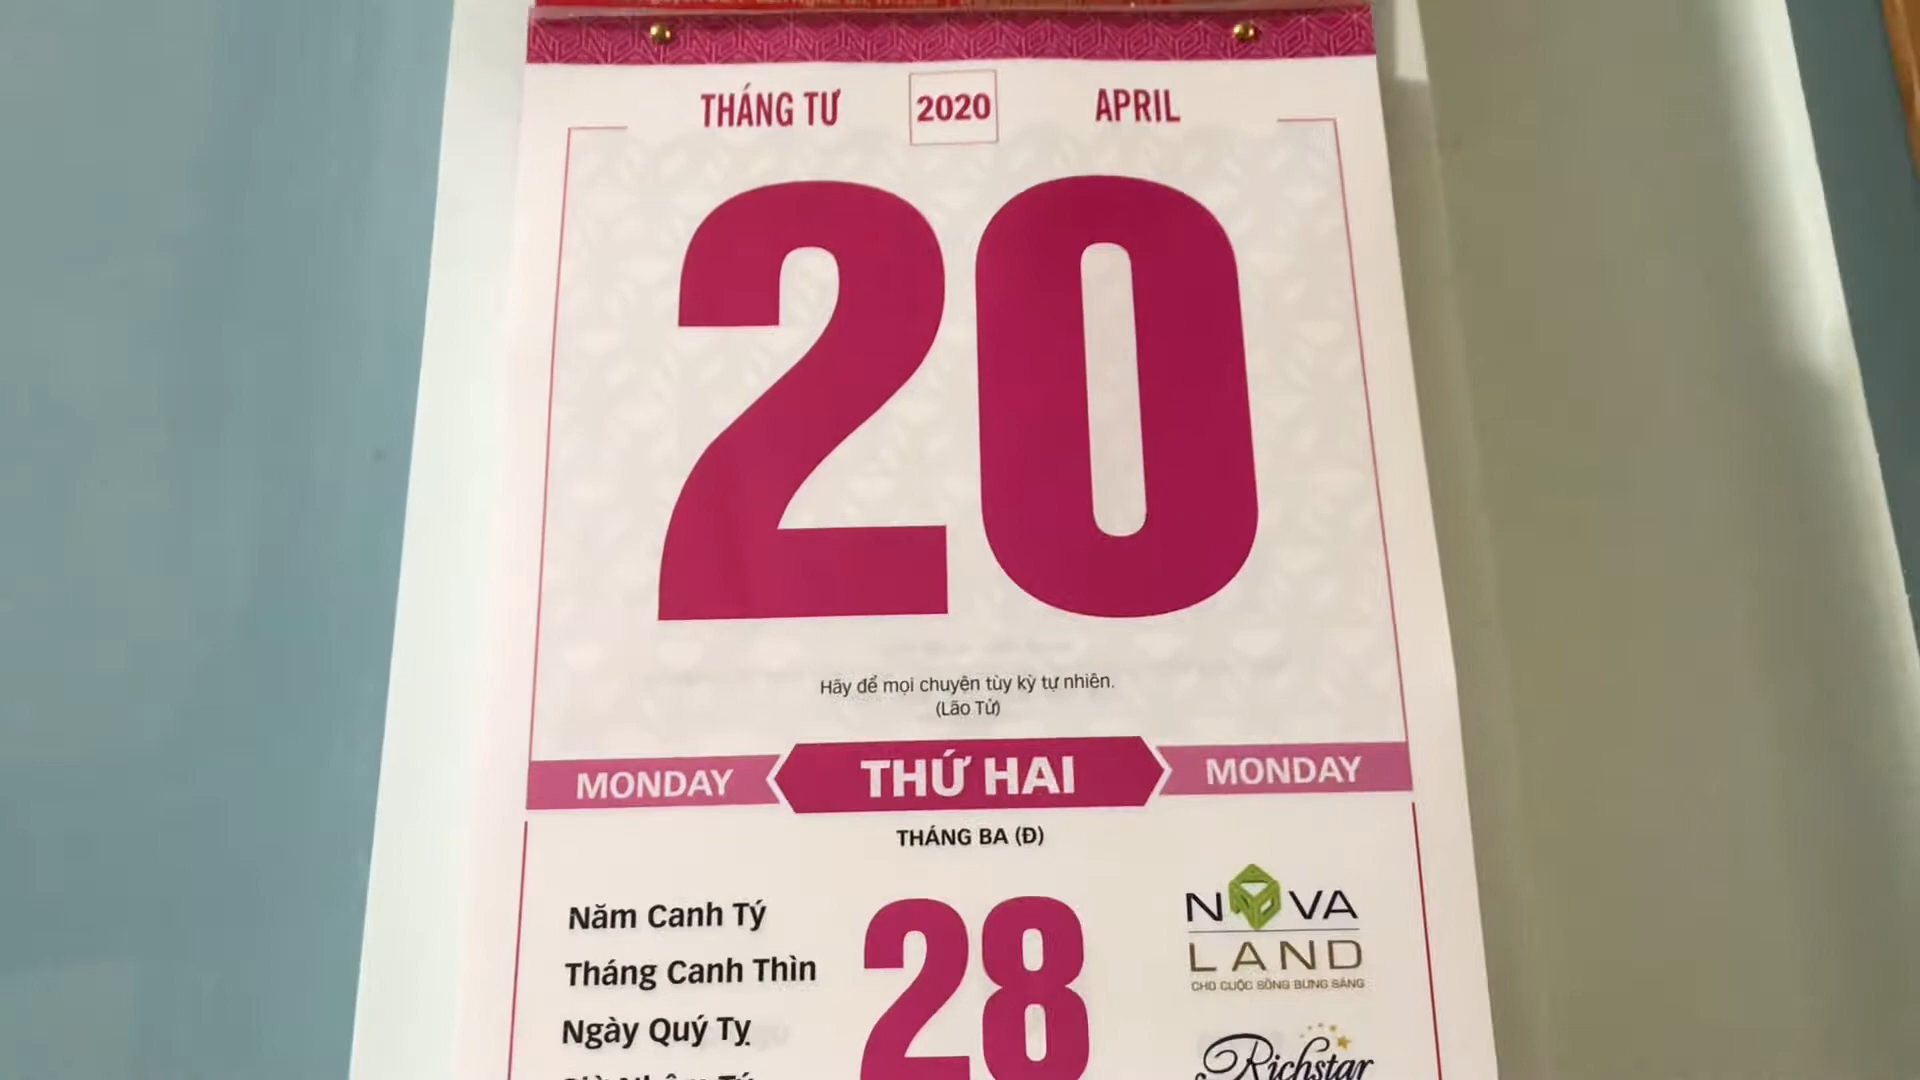 THÁNG TƯ 2020 APRIL
20
Hãy để mọi chuyện tùy kỳ tự nhiên.
(Lão Tử)
MONDAY THỨ HAI MONDAY
THÁNG BA (Đ)
Năm Canh Tý
Tháng Canh Thìn
Ngày Quý Tỵ
28
NOVA
LAND
CHO CUỘC SỐNG BỪNG SÁNG
Richstar